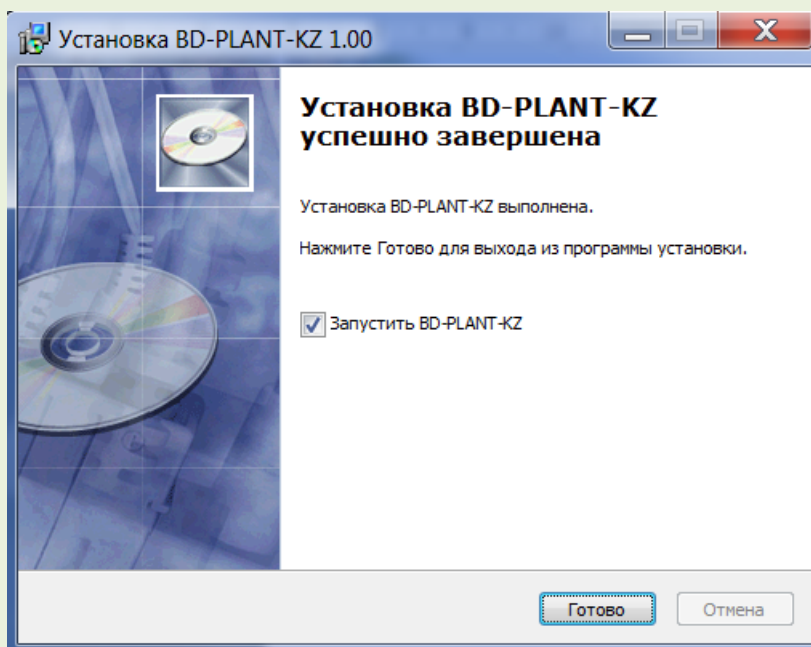 Установка BD-PLANT-KZ 1.00
Установка BD-PLANT-KZ
успешно завершена
Установка BD-PLANT-KZ выполнена.
Нажмите Готово для выхода из программы установки.
Запустить BD-PLANT-KZ
Готово
Отмена